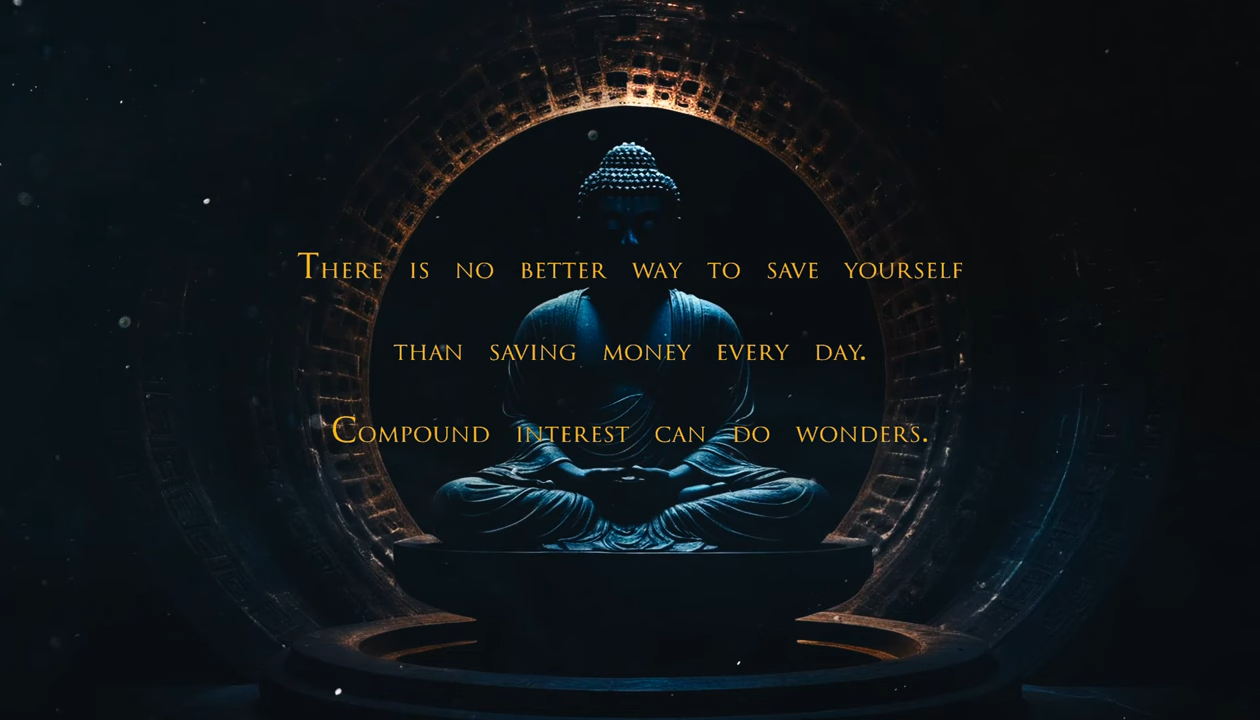 There is no better way to save yourself
than saving money every day.
Compound interest can do wonders.